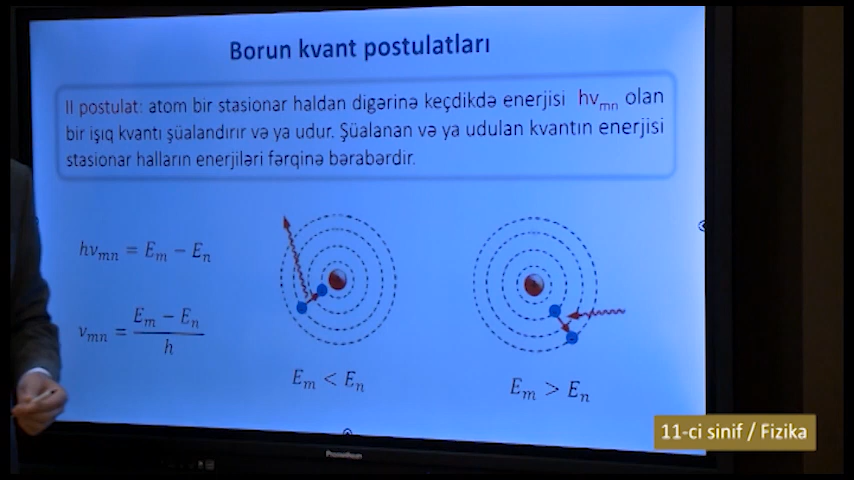 Borun kvant postulatları
II postulat: atom bir stasionar haldan digərinə keçdikdə enerjisi hν_mn olan
bir işıq kvantı şüalandırır və ya udur. Şüalanan və ya udulan kvantın enerjisi
stasionar halların enerjiləri fərqinə bərabərdir.
hν_mn = E_m − E_n
ν_mn = (E_m − E_n) / h
E_m < E_n
E_m > E_n
11-ci sinif / Fizika
Promethean